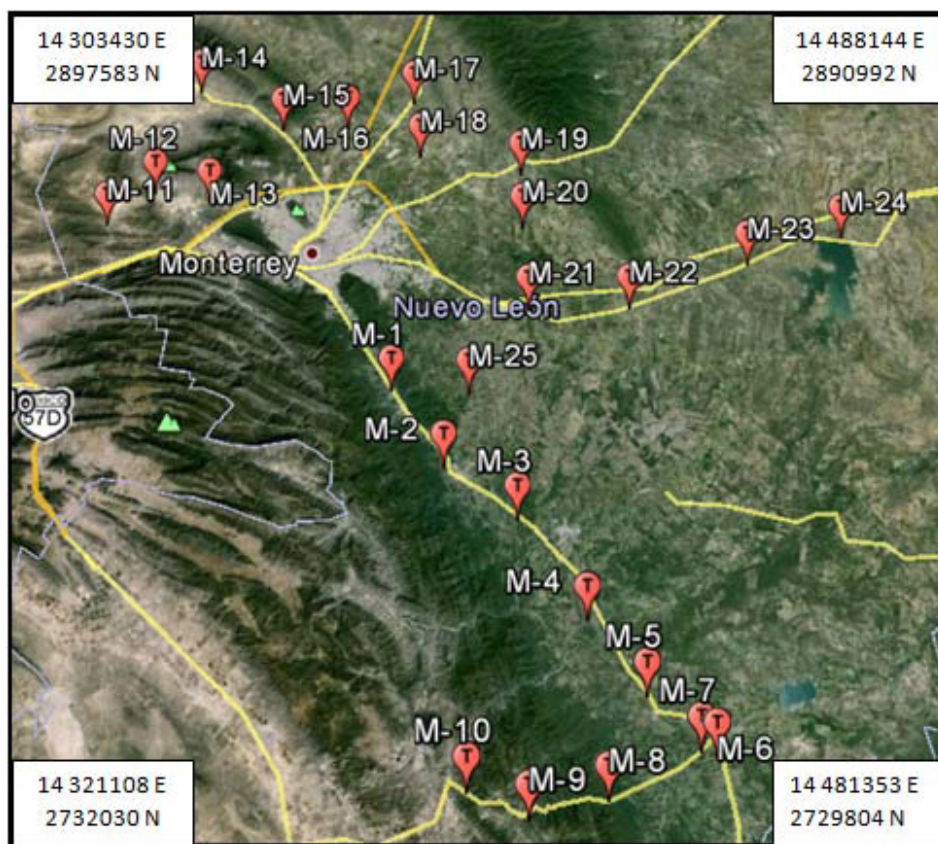 14 303430 E
2897583 N
14 488144 E
2890992 N
M-14
M-17
M-15
M-16
M-18
M-19
M-12
M-11
M-13
M-20
M-24
M-23
Monterrey
M-21
M-22
Nuevo León
M-1
M-25
lo
57D
M-2
M-3
M-4
M-5
M-7
M-6
M-10
M-9
M-8
14 321108 E
2732030 N
14 481353 E
2729804 N
T
T
T
T
T
T
T
T
T
T